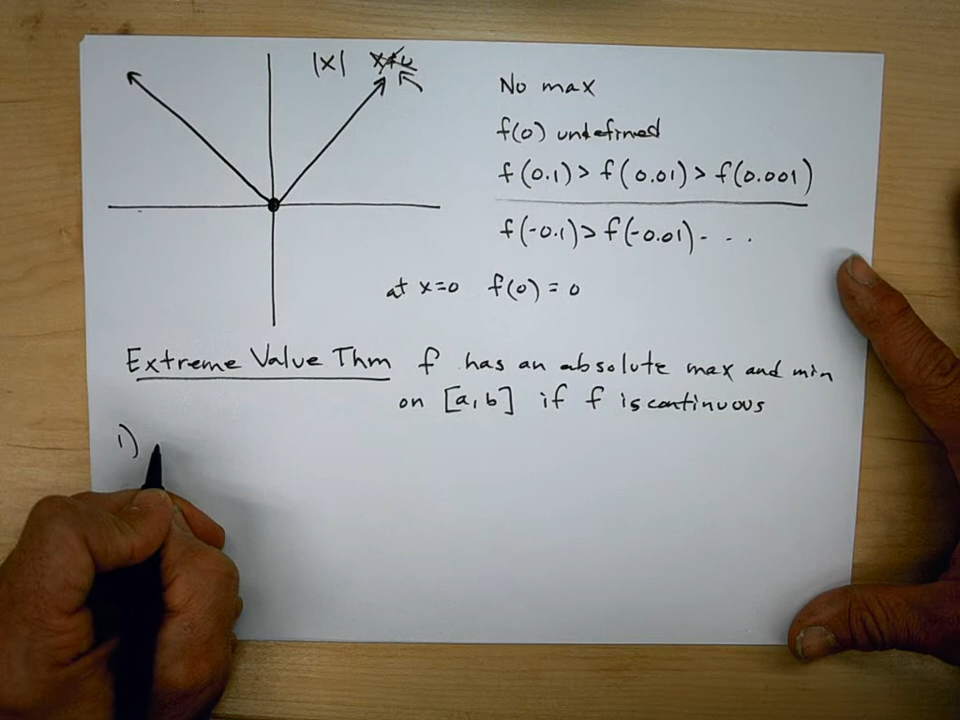 |x| x≠0
No max
f(0) undefined
f(0.1) > f(0.01) > f(0.001)
f(-0.1) > f(-0.01) - - -
at x=0 f(0) = 0
Extreme Value Thm f has an absolute max and min
on [a,b] if f is continuous
1)